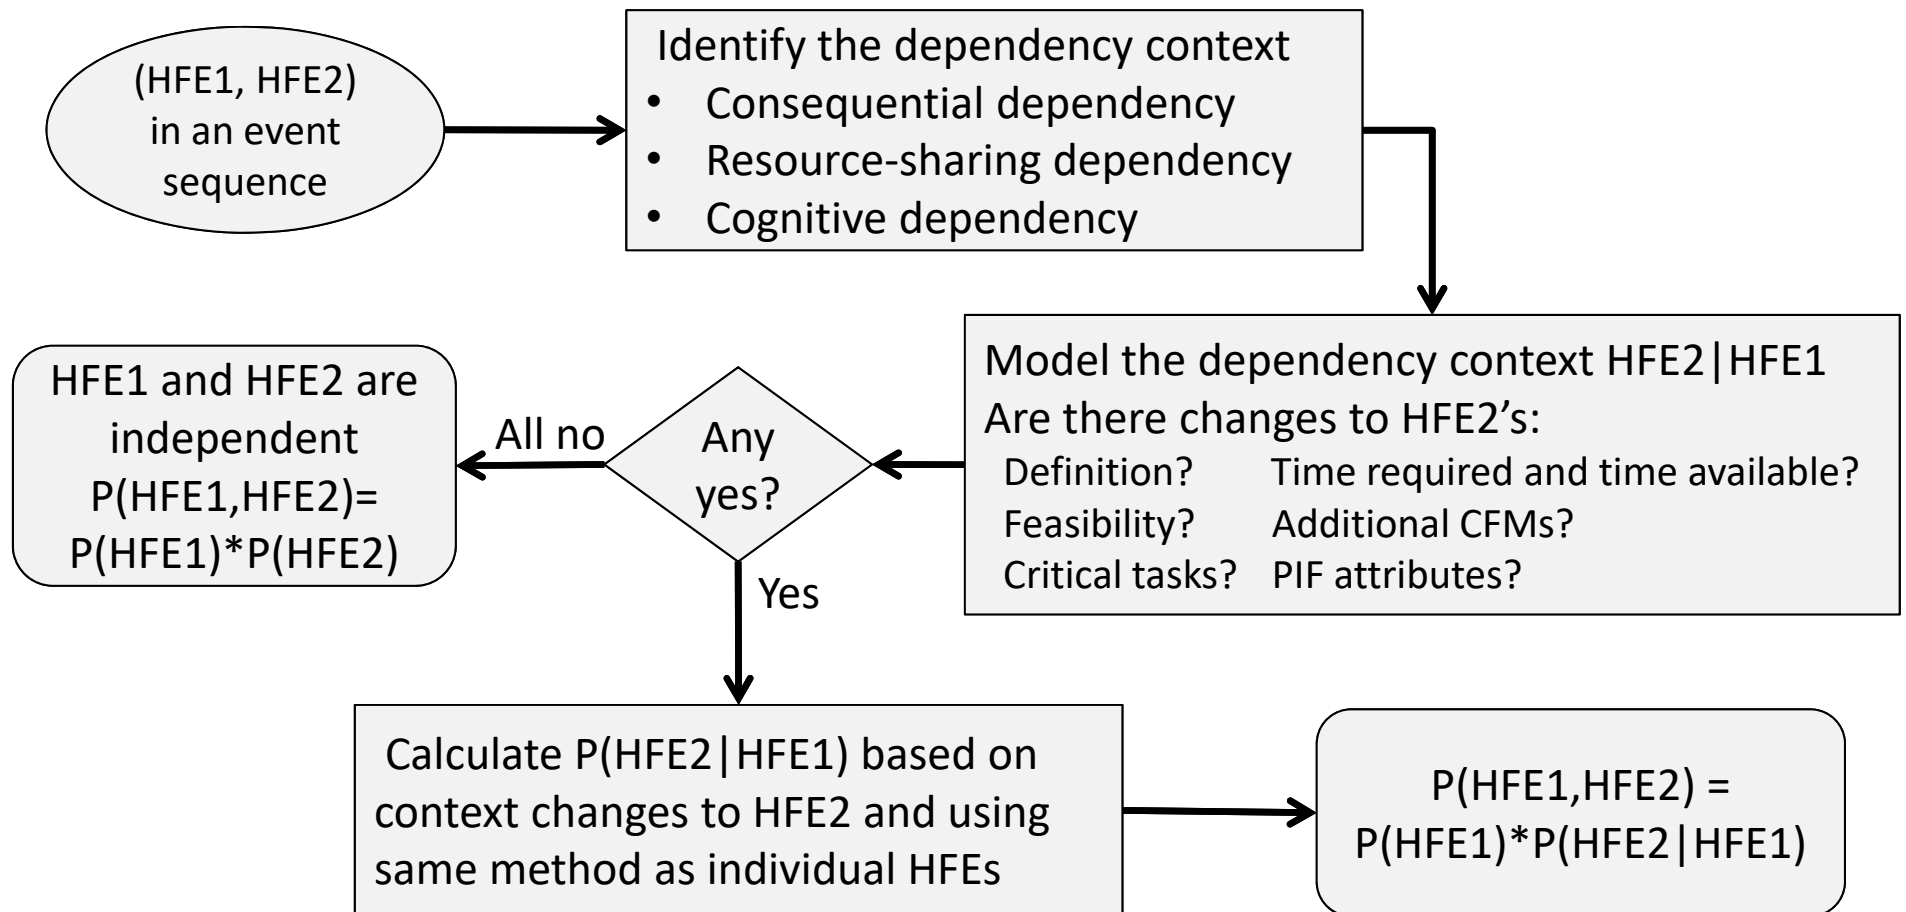 (HFE1, HFE2)
in an event
sequence
Identify the dependency context
• Consequential dependency
• Resource-sharing dependency
• Cognitive dependency
Model the dependency context HFE2|HFE1
Are there changes to HFE2’s:
Definition? Time required and time available?
Feasibility? Additional CFMs?
Critical tasks? PIF attributes?
Any
yes?
All no
HFE1 and HFE2 are
independent
P(HFE1,HFE2)=
P(HFE1)*P(HFE2)
Yes
Calculate P(HFE2|HFE1) based on
context changes to HFE2 and using
same method as individual HFEs
P(HFE1,HFE2) =
P(HFE1)*P(HFE2|HFE1)